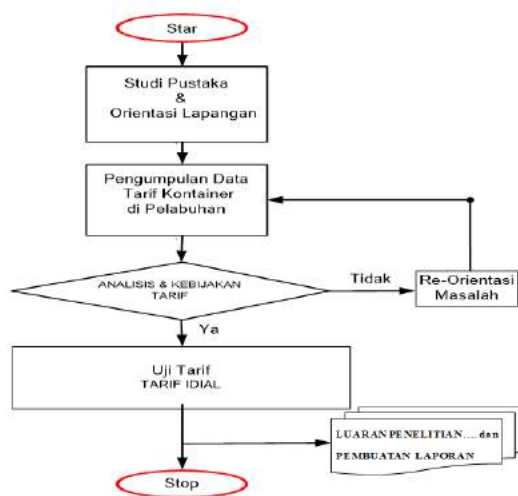 Star
Studi Pustaka
&
Orientasi Lapangan
Pengumpulan Data
Tarif Kontainer
di Pelabuhan
ANALISIS & KEBIJAKAN
TARIF
Tidak
Re-Orientasi
Masalah
Ya
Uji Tarif
TARIF IDIAL
LUARAN PENELITIAN.... dan
PEMBUATAN LAPORAN
Stop